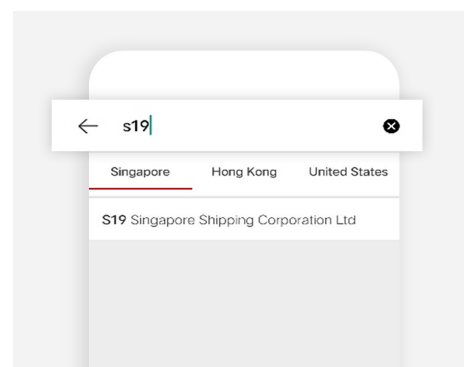 s19
Singapore Hong Kong United States
S19 Singapore Shipping Corporation Ltd